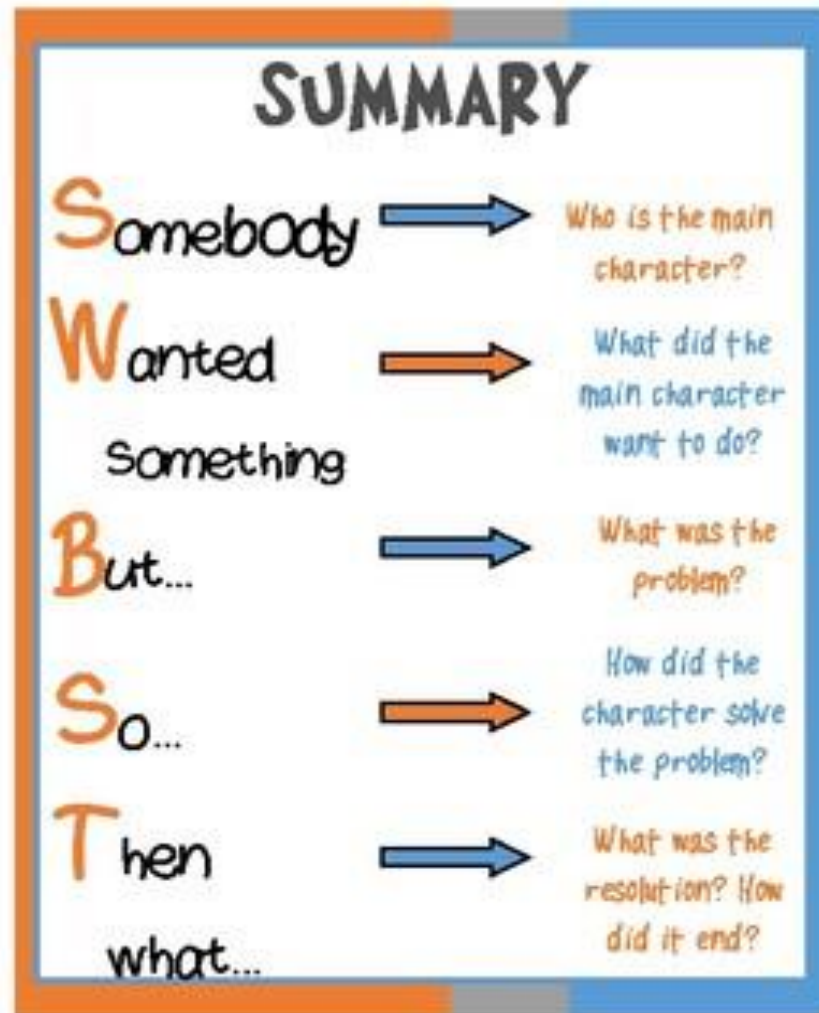 SUMMARY
Somebody
Who is the main
character?
Wanted
something
What did the
main character
want to do?
But...
What was the
problem?
So...
How did the
character solve
the problem?
Then
what...
What was the
resolution? How
did it end?